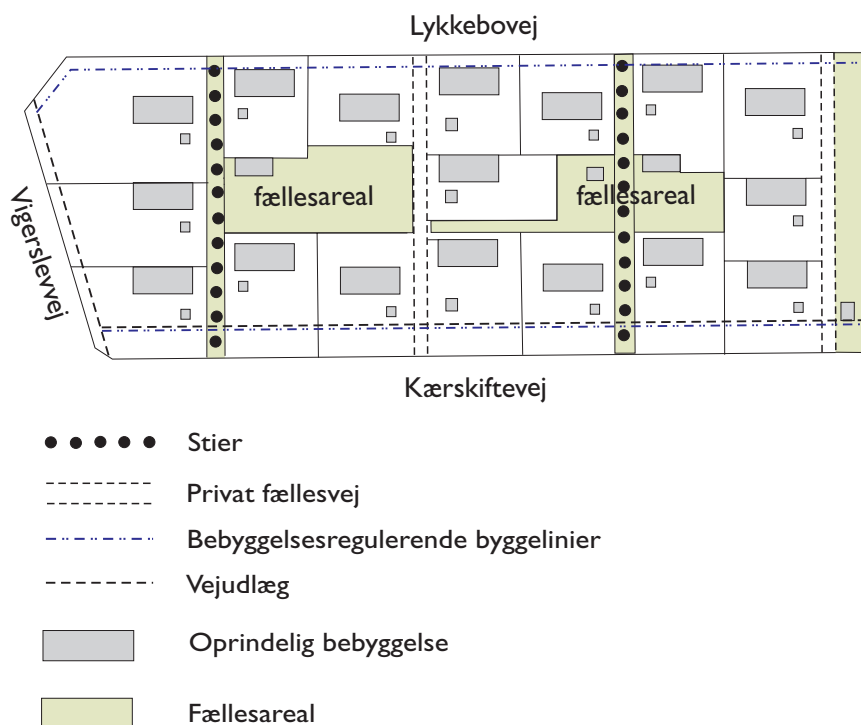 Lykkebovej
fællesareal
fællesareal
Vigerslevvej
Kærskiftevej
Stier
Privat fællesvej
Bebyggelsesregulerende byggelinier
Vejudlæg
Oprindelig bebyggelse
Fællesareal